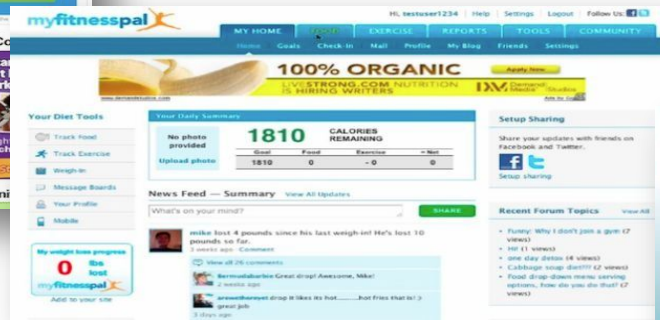 myfitnesspal
Hi, testuser1234 Help Settings Logout Follow Us:
MY HOME FOOD EXERCISE REPORTS TOOLS COMMUNITY
Home Goals Check-In Mail Profile My Blog Friends Settings
100% ORGANIC
LIVESTRONG.COM NUTRITION
IS HIRING WRITERS
Apply Now
Demand Media Studios
www.demandstudios.com
Your Diet Tools
Track Food
Track Exercise
Weigh-In
Message Boards
Your Profile
Mobile
My weight loss progress
0 lbs
lost
myfitnesspal
Add to your site
Your Daily Summary
No photo
provided
Upload photo
1810 CALORIES
REMAINING
Goal Food Exercise = Net
1810 0 - 0 0
News Feed — Summary View All Updates
What's on your mind?
SHARE
mike lost 4 pounds since his last weigh-in! He's lost 10
pounds so far.
3 weeks ago Comment
View all 26 comments
Bermudabarbie Great drop! Awesome, Mike!
2 weeks ago
drop it likes its hot
hot fries that is! :)
great job
3 days ago
Setup Sharing
Share your updates with friends on
Facebook and Twitter.
Setup sharing
Recent Forum Topics View All
Funny: Why I don't join a gym (7
views)
Hi! (1 views)
one day detox (4 views)
Cabbage soup diet!!! (2 views)
Food drop-down menu serving
options, how do you do that? (7
views)